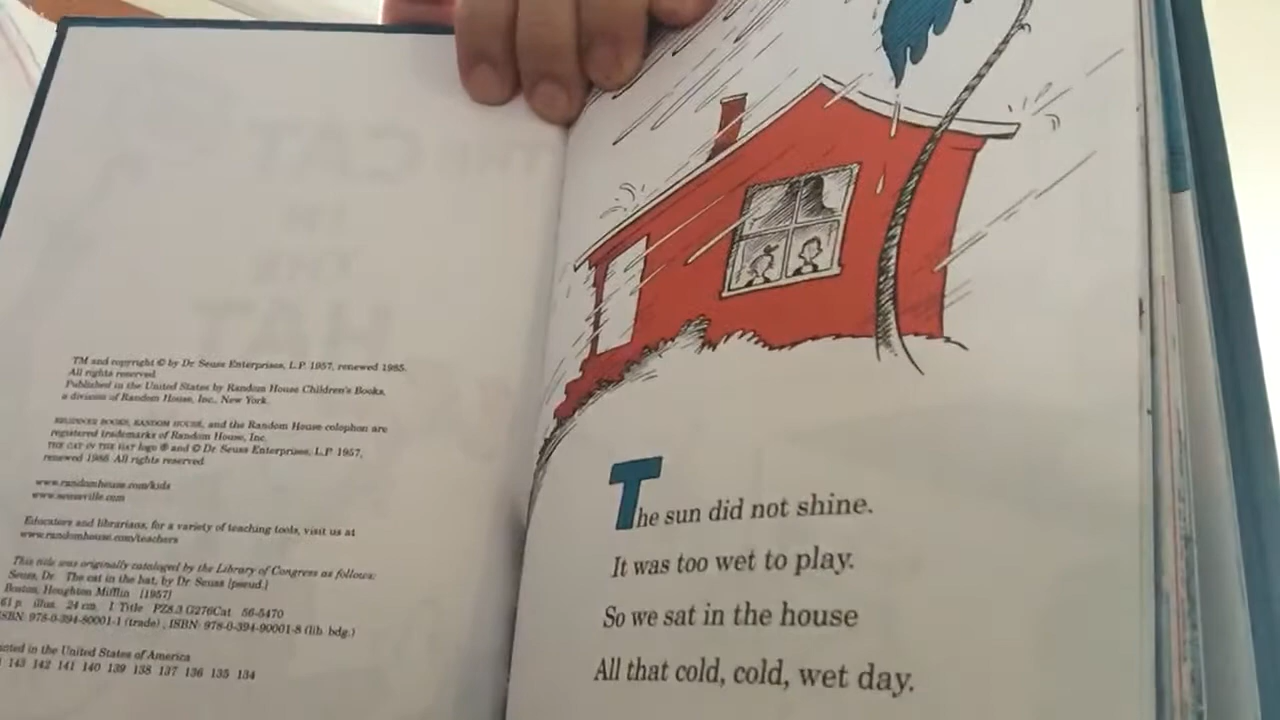 TM and copyright © by Dr Seuss Enterprises, L.P. 1957, renewed 1985.
All rights reserved
Published in the United States by Random House Children's Books,
a division of Random House, Inc., New York.
BEGINNER BOOKS, RANDOM HOUSE, and the Random House colophon are
registered trademarks of Random House, Inc.
THE CAT IN THE HAT logo ® and © Dr Seuss Enterprises, L.P. 1957,
renewed 1986 All rights reserved
www.randomhouse.com/kids
www.seussville.com
Educators and librarians, for a variety of teaching tools, visit us at
www.randomhouse.com/teachers
This title was originally cataloged by the Library of Congress as follows:
Seuss, Dr. The cat in the hat, by Dr Seuss [pseud.]
Boston, Houghton Mifflin [1957]
61 p illus. 24 cm. I Title PZ8.3 G276Cat 56-5470
ISBN: 978-0-394-80001-1 (trade), ISBN: 978-0-394-90001-8 (lib bdg.)
in the United States of America
143 142 141 140 139 138 137 136 135 134
The sun did not shine.
It was too wet to play.
So we sat in the house
All that cold, cold, wet day.